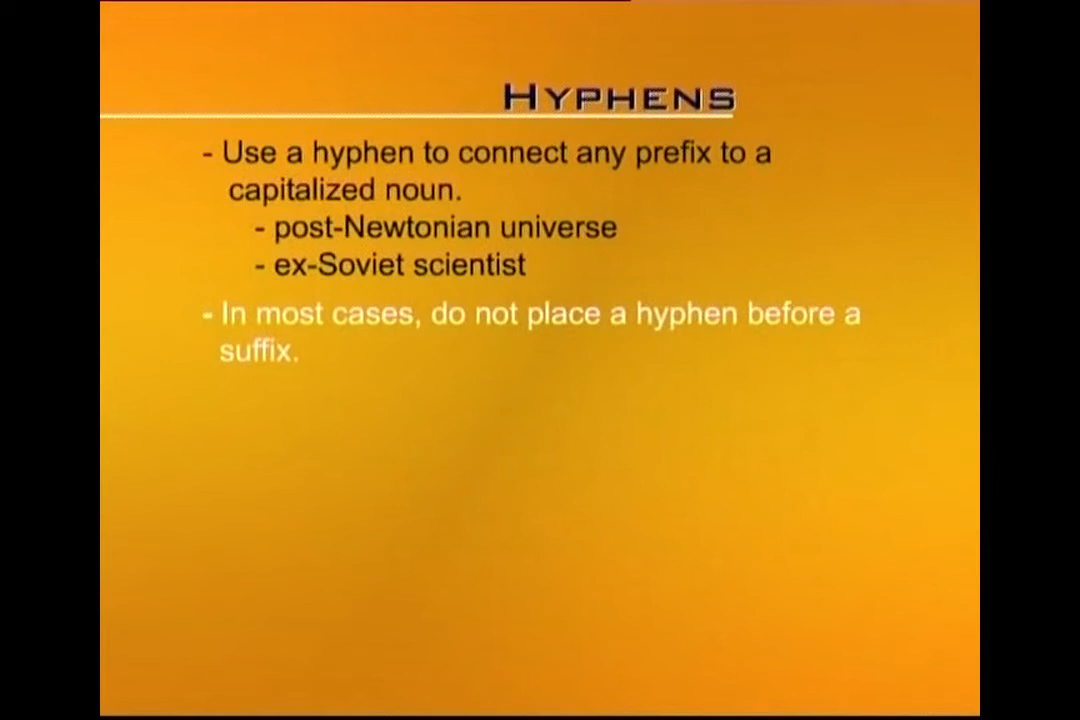 HYPHENS
- Use a hyphen to connect any prefix to a
capitalized noun.
- post-Newtonian universe
- ex-Soviet scientist
- In most cases, do not place a hyphen before a
suffix.